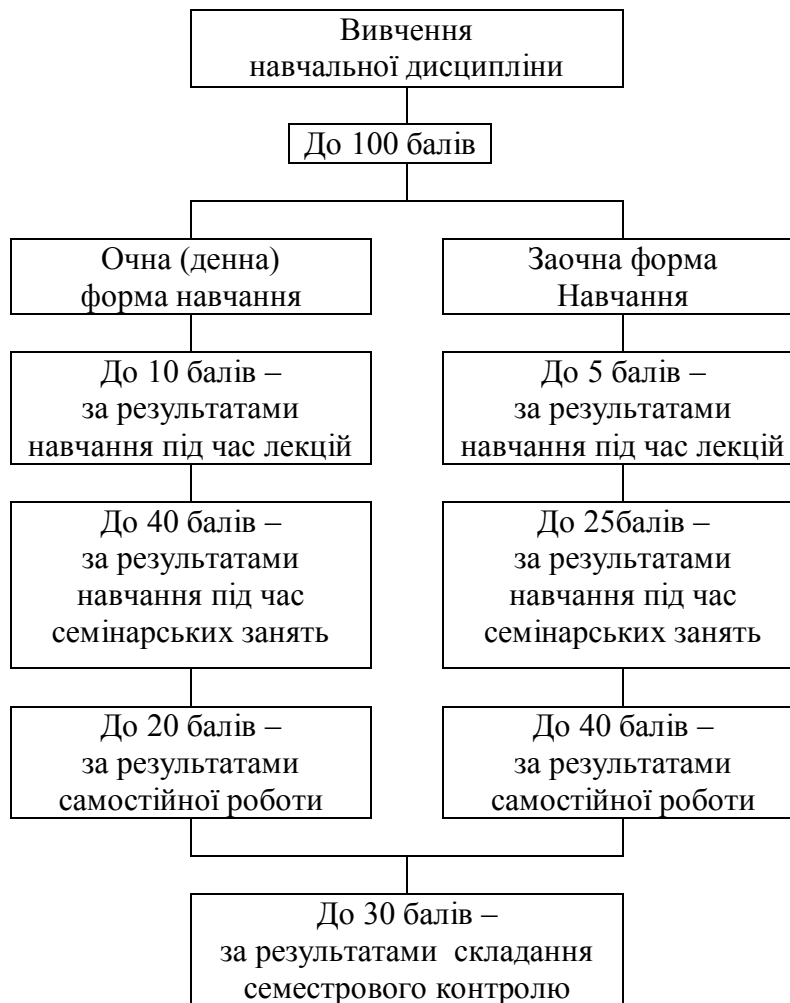 Вивчення
навчальної дисципліни
До 100 балів
Очна (денна)
форма навчання
Заочна форма
Навчання
До 10 балів –
за результатами
навчання під час лекцій
До 5 балів –
за результатами
навчання під час лекцій
До 40 балів –
за результатами
навчання під час
семінарських занять
До 25балів –
за результатами
навчання під час
семінарських занять
До 20 балів –
за результатами
самостійної роботи
До 40 балів –
за результатами
самостійної роботи
До 30 балів –
за результатами складання
семестрового контролю